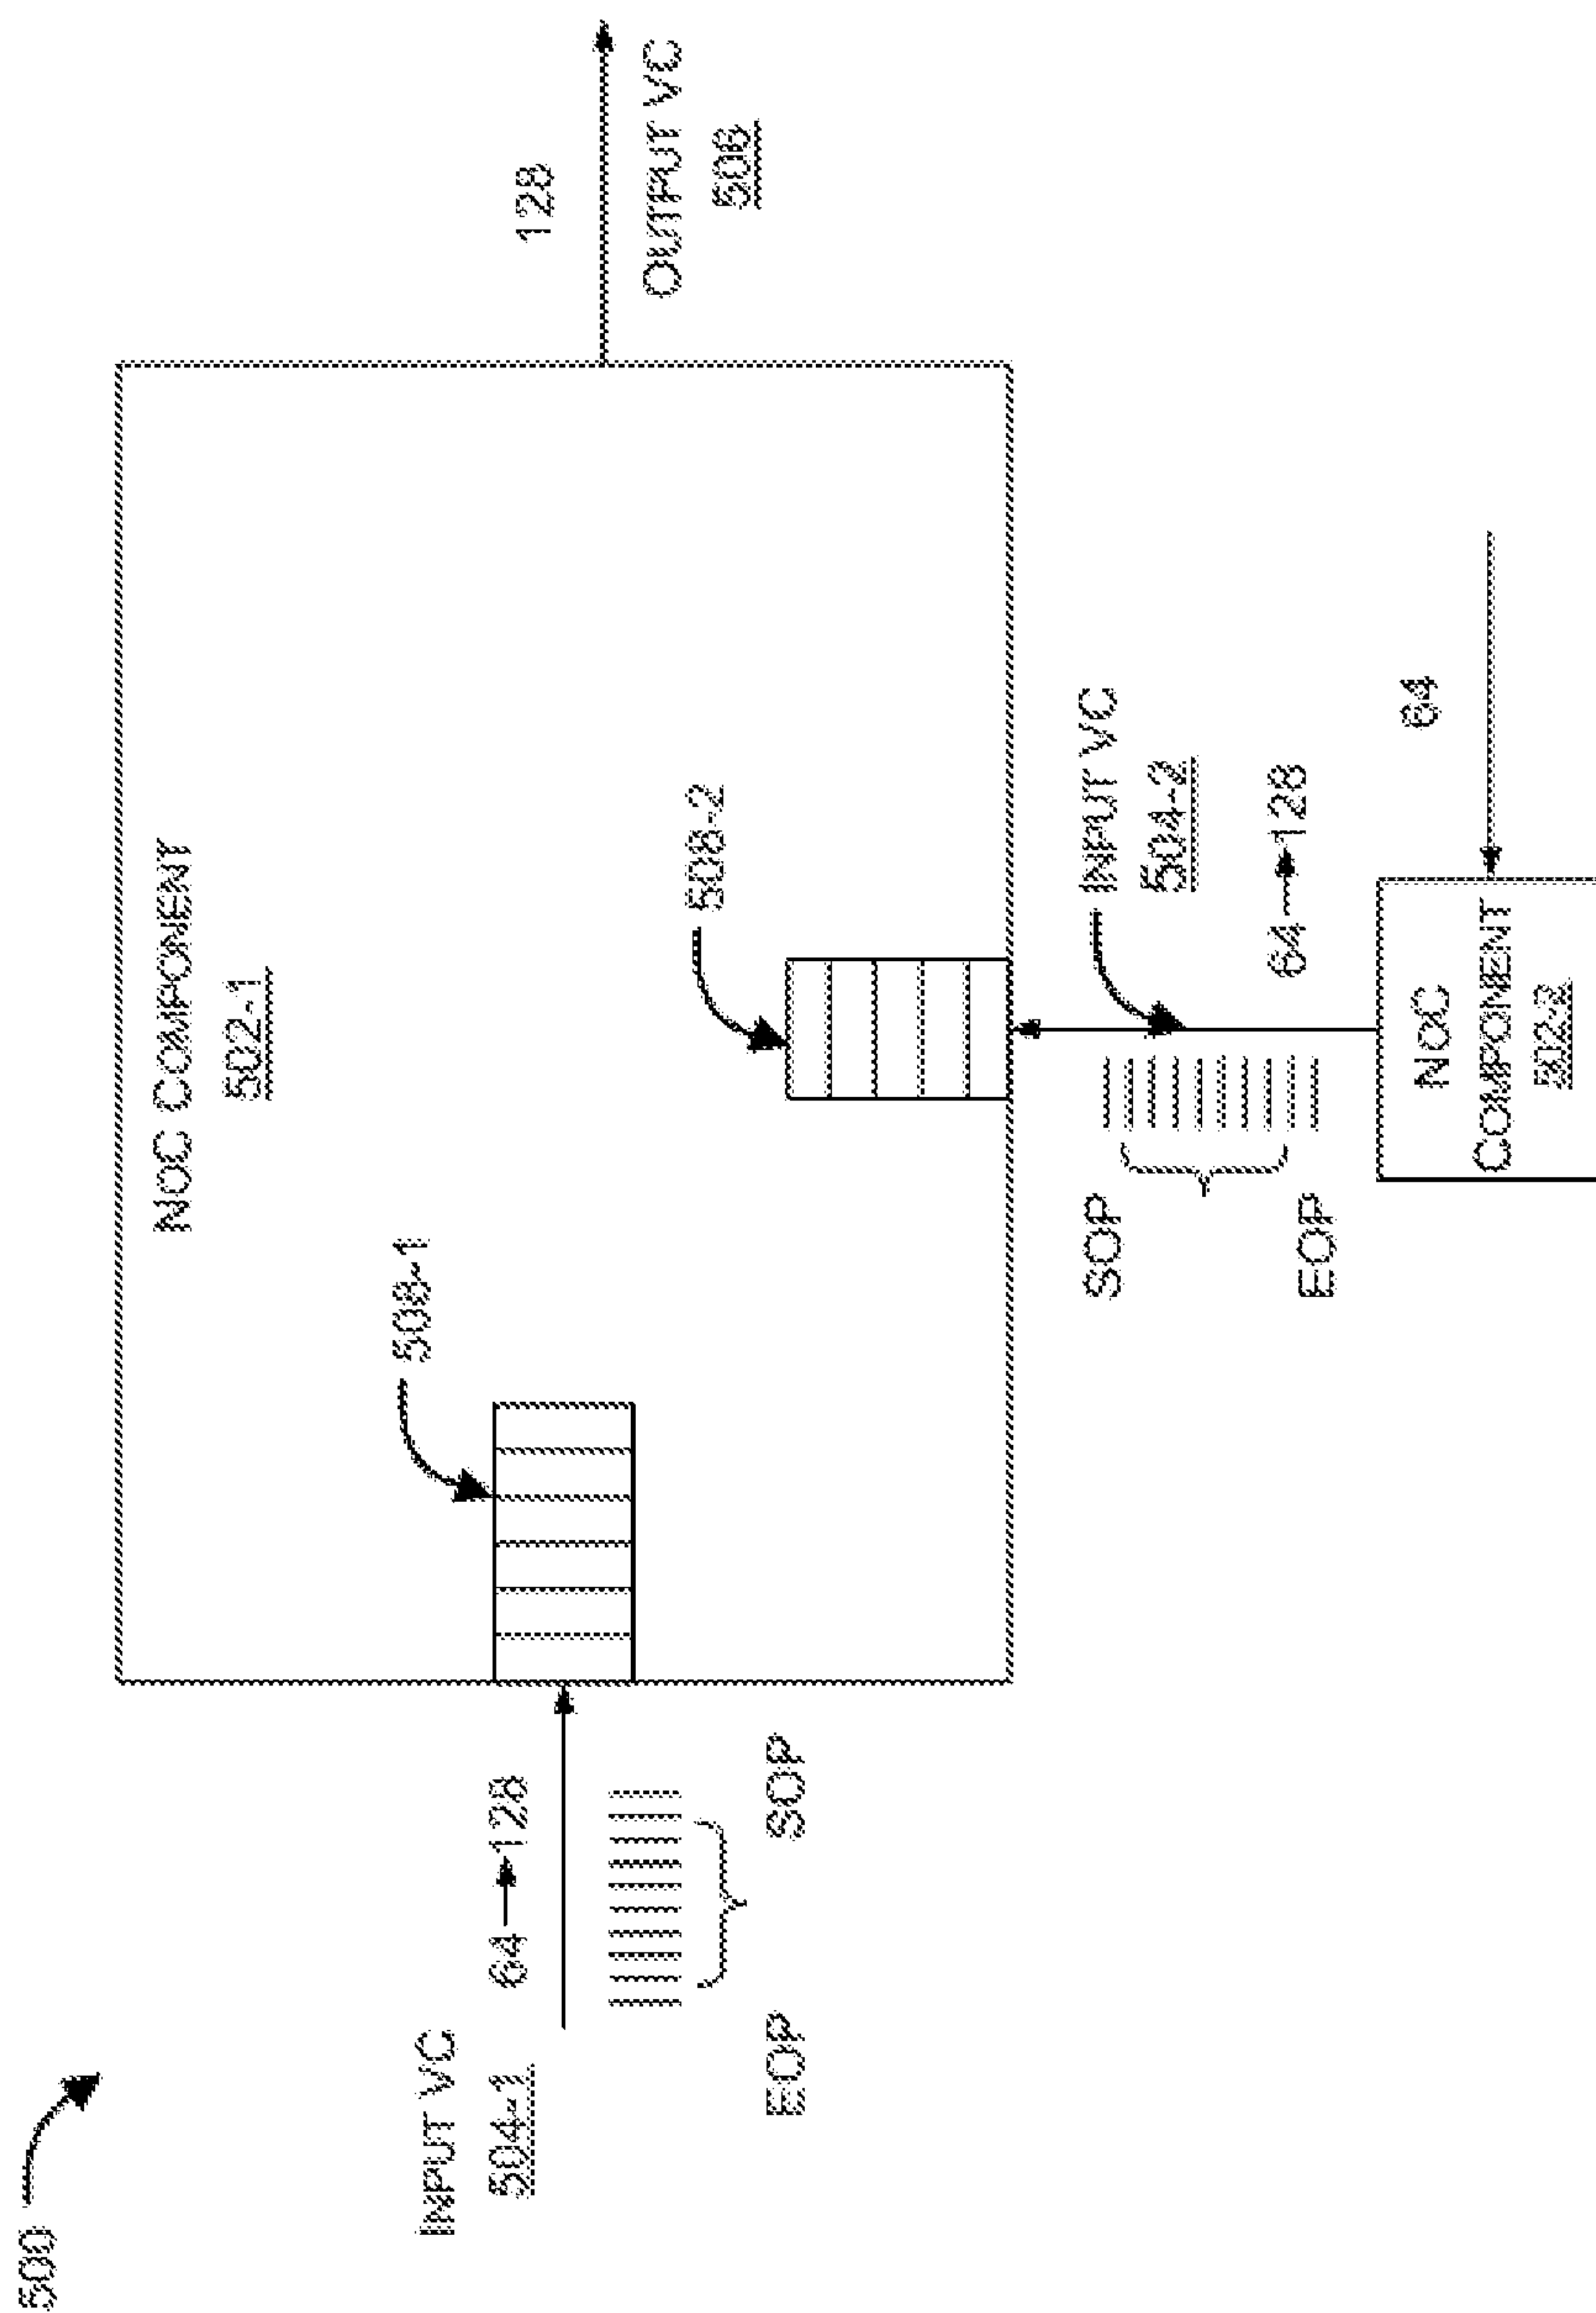 500
NOC COMPONENT
502-1
128
OUTPUT VC
506
508-1
508-2
INPUT VC
504-1
64
128
EOP
SOP
INPUT VC
504-2
64
128
SOP
EOP
64
NOC
COMPONENT
502-2